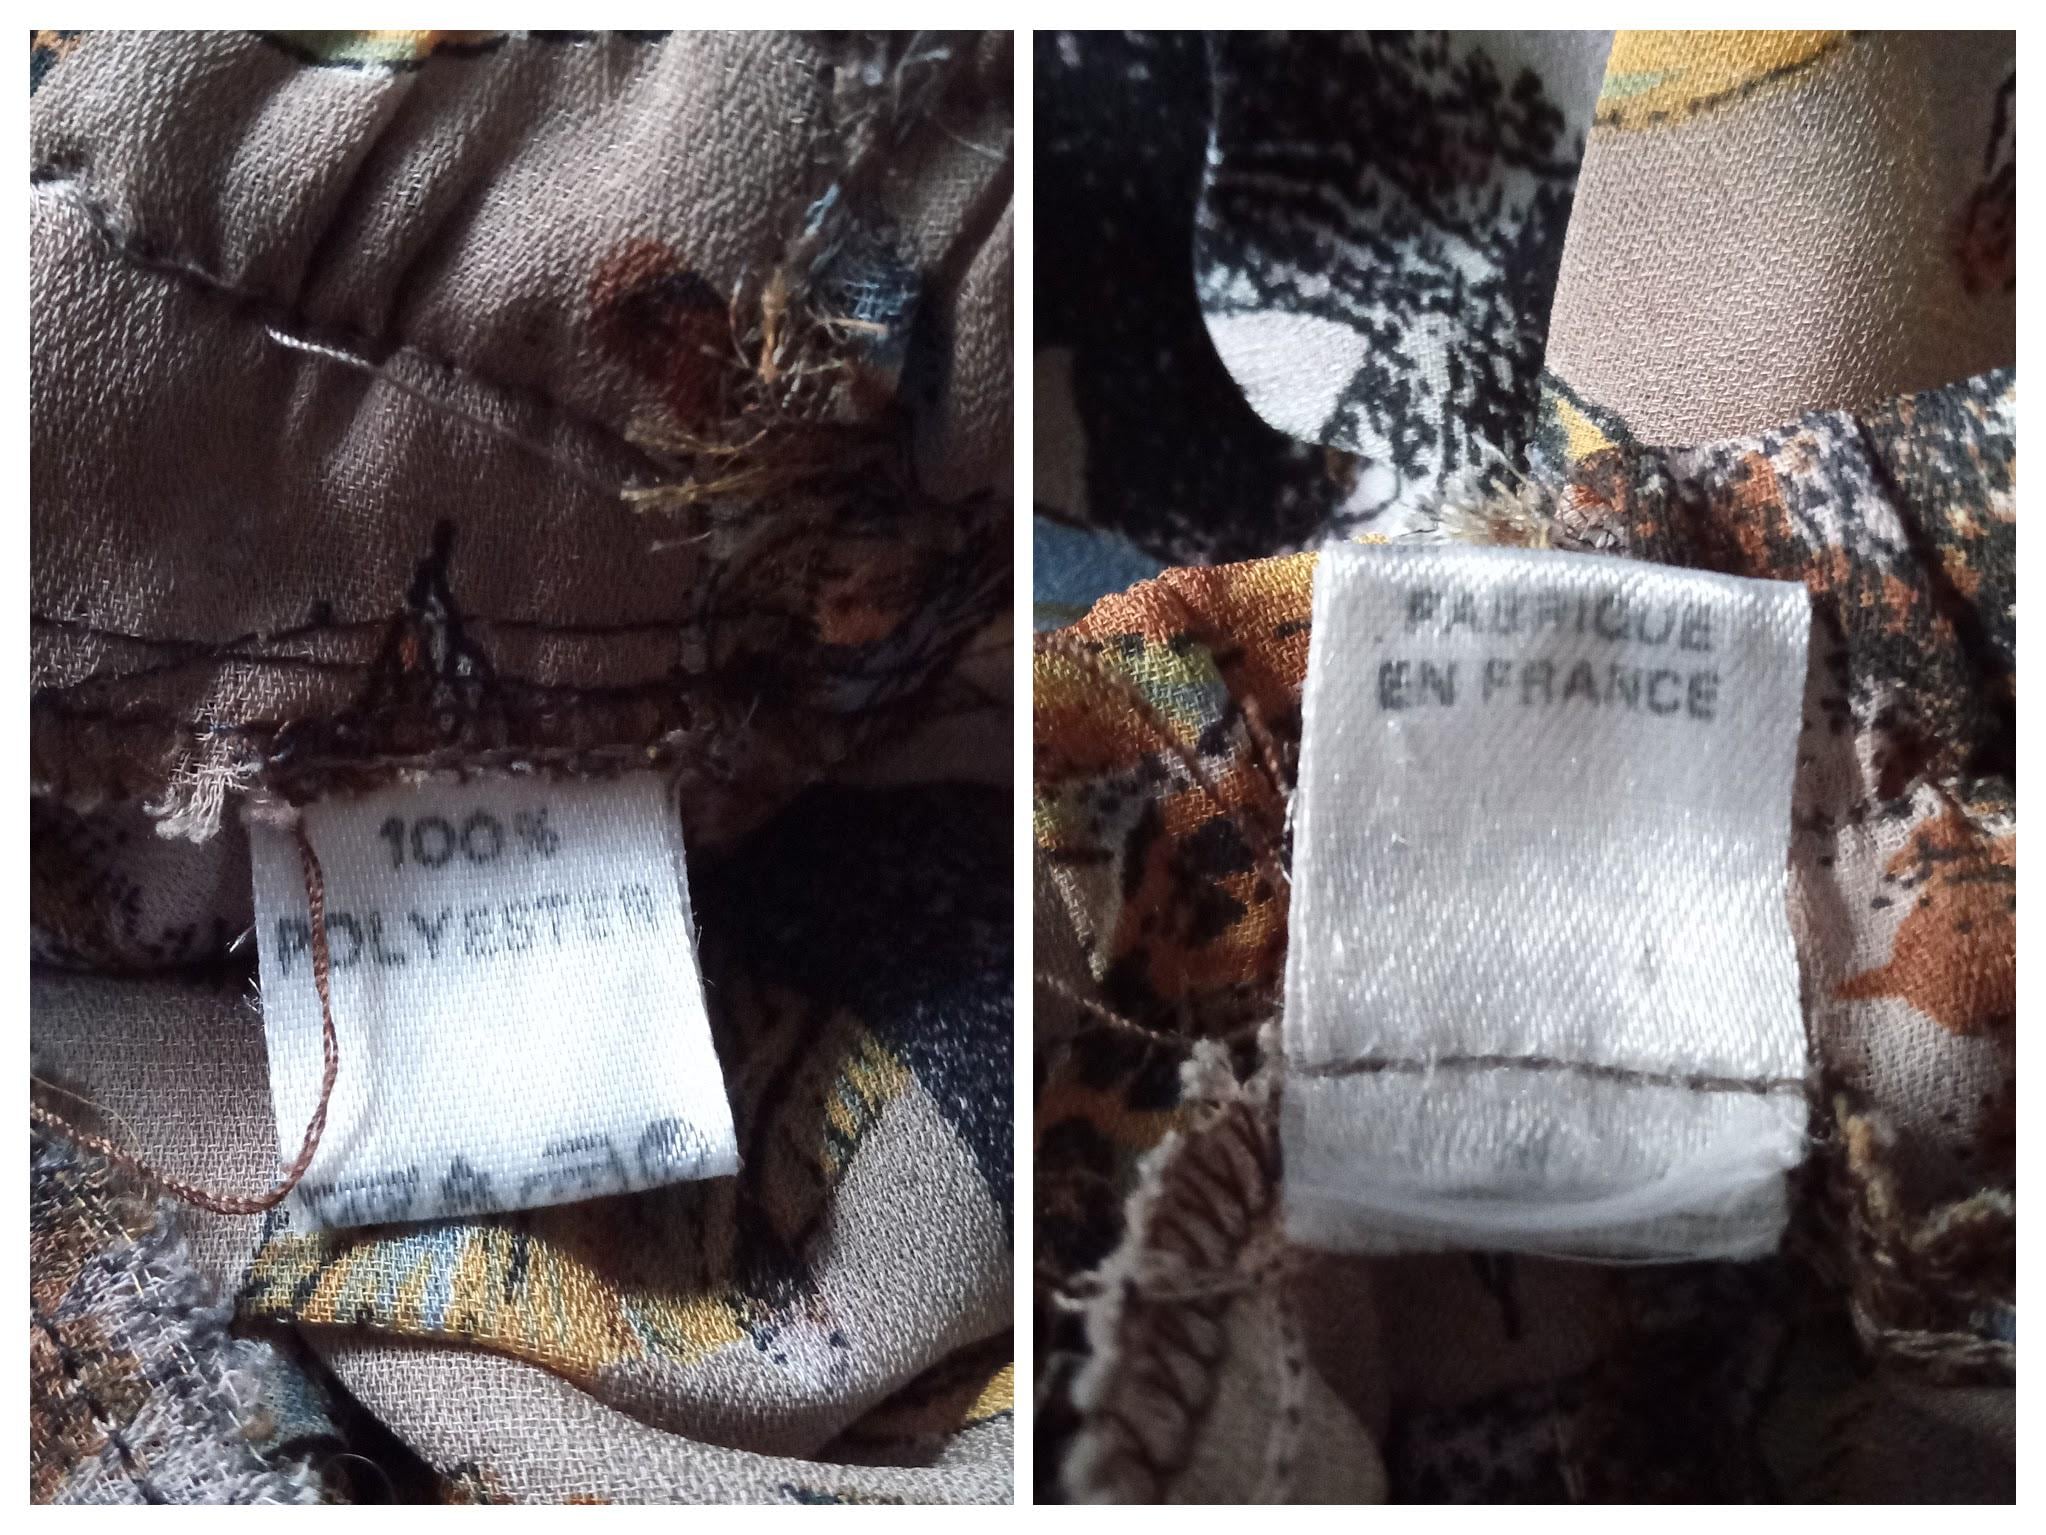 100%
POLYESTER
FABRIQUE
EN FRANCE